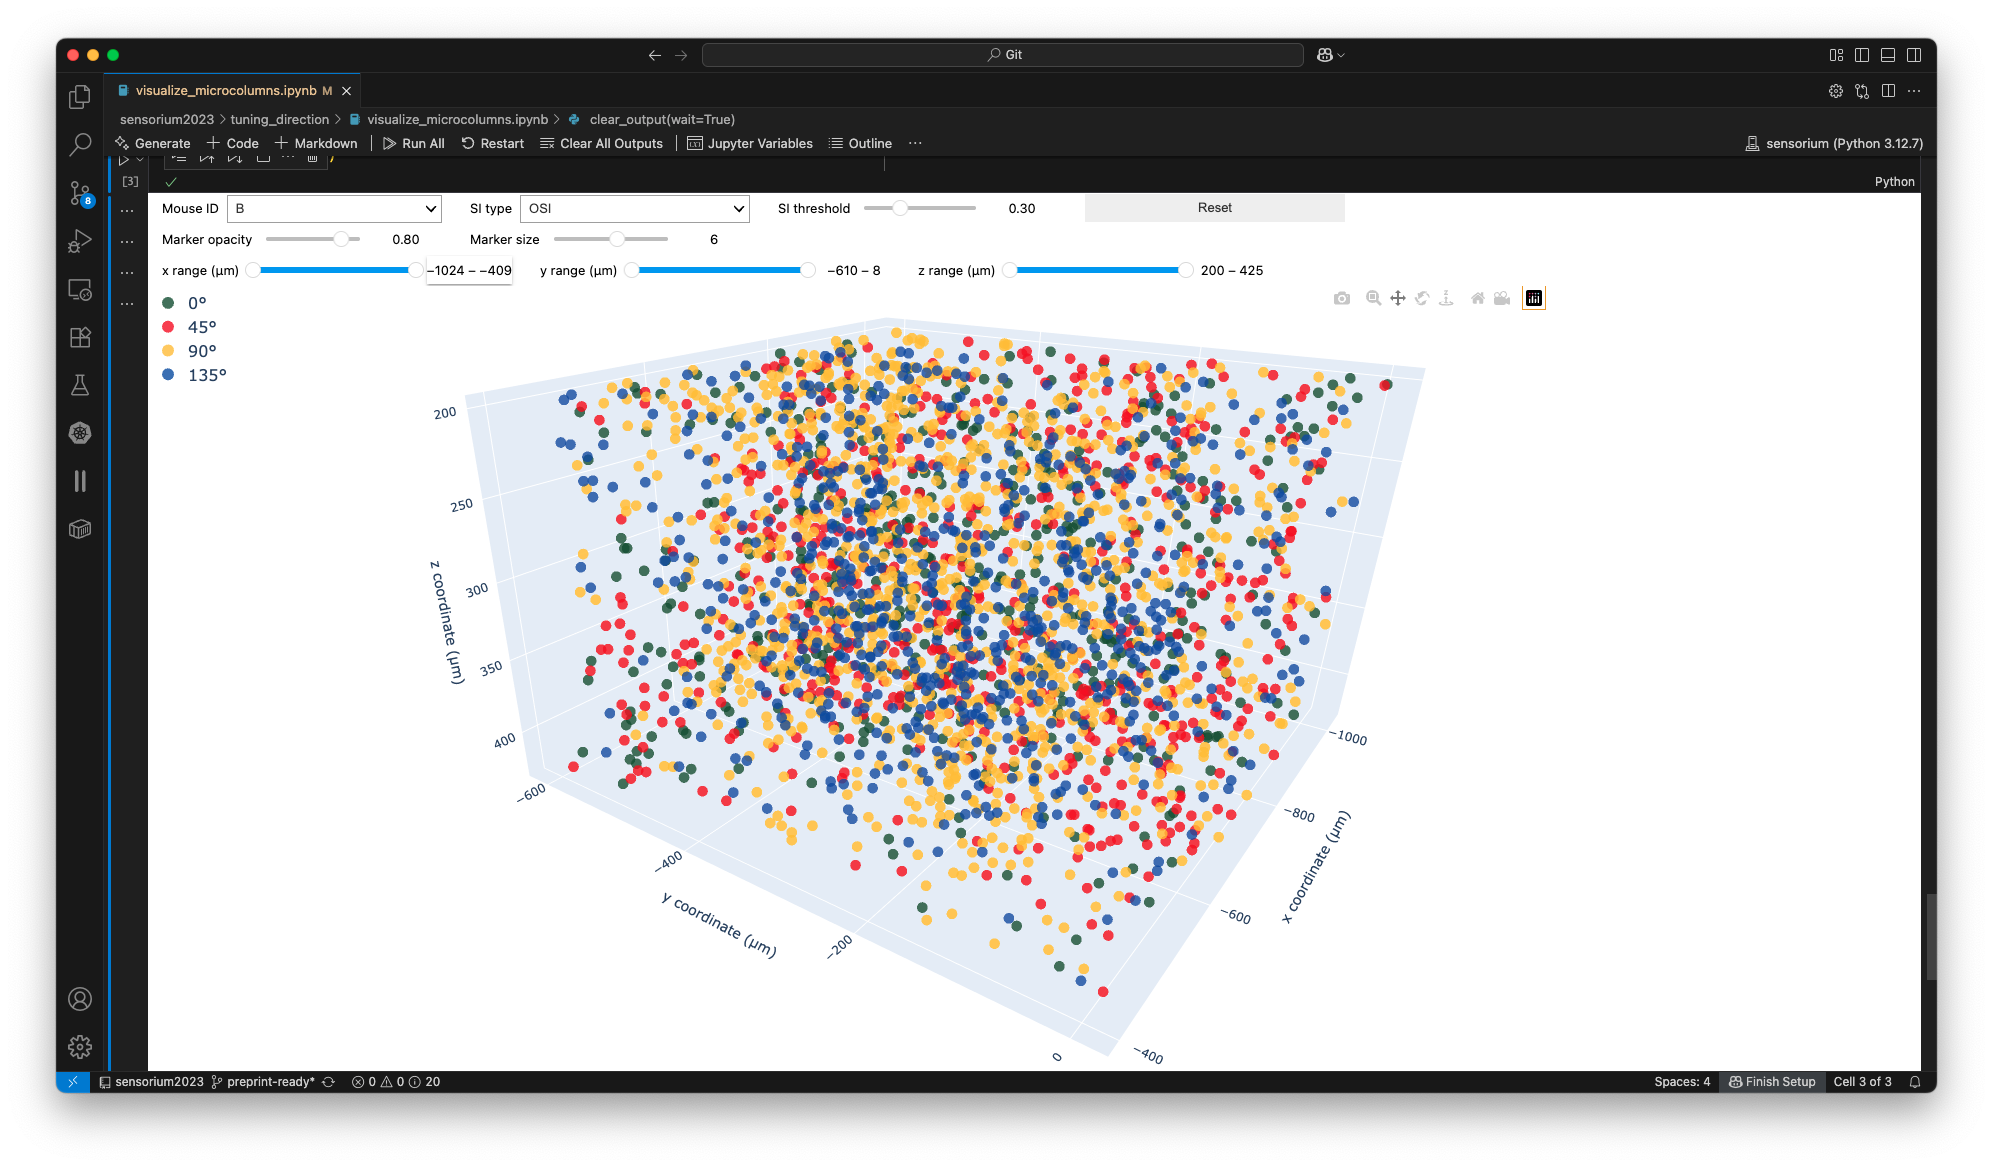 Git
visualize_microcolumns.ipynb M
sensorium2023 > tuning_direction > visualize_microcolumns.ipynb > clear_output(wait=True)
Generate + Code + Markdown Run All Restart Clear All Outputs Jupyter Variables Outline ... sensorium (Python 3.12.7)
[3]
Python
Mouse ID B SI type OSI SI threshold 0.30 Reset
Marker opacity 0.80 Marker size 6
x range (μm) −1024 – −409 y range (μm) −610 – 8 z range (μm) 200 – 425
0°
45°
90°
135°
200
250
300
350
400
z coordinate (μm)
−600
−400
−200
0
y coordinate (μm)
−1000
−800
−600
−400
x coordinate (μm)
8
sensorium2023 preprint-ready* 0 0 20 Spaces: 4 Finish Setup Cell 3 of 3